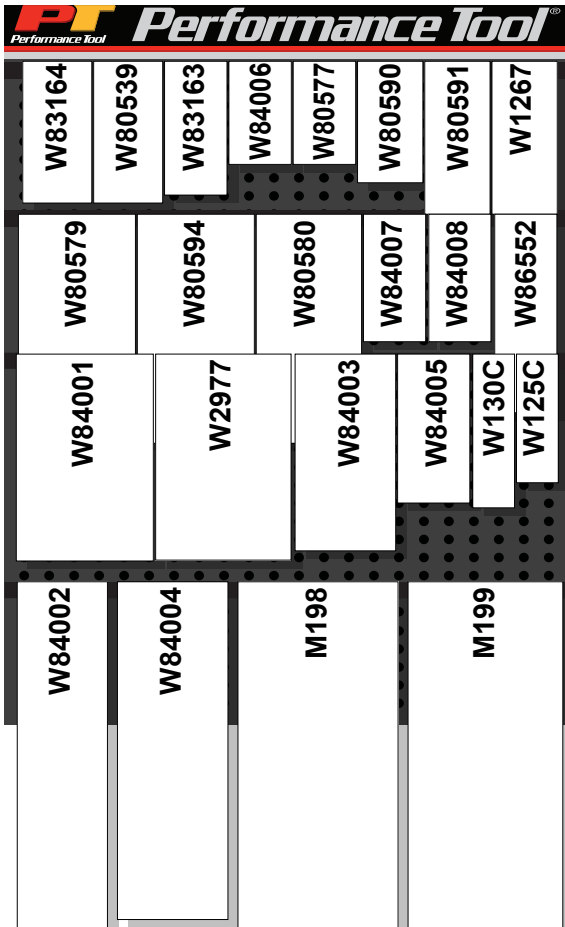 PT
Performance Tool
Performance Tool®
W83164
W80539
W83163
W84006
W80577
W80590
W80591
W1267
W80579
W80594
W80580
W84007
W84008
W86552
W84001
W2977
W84003
W84005
W130C
W125C
W84002
W84004
M198
M199